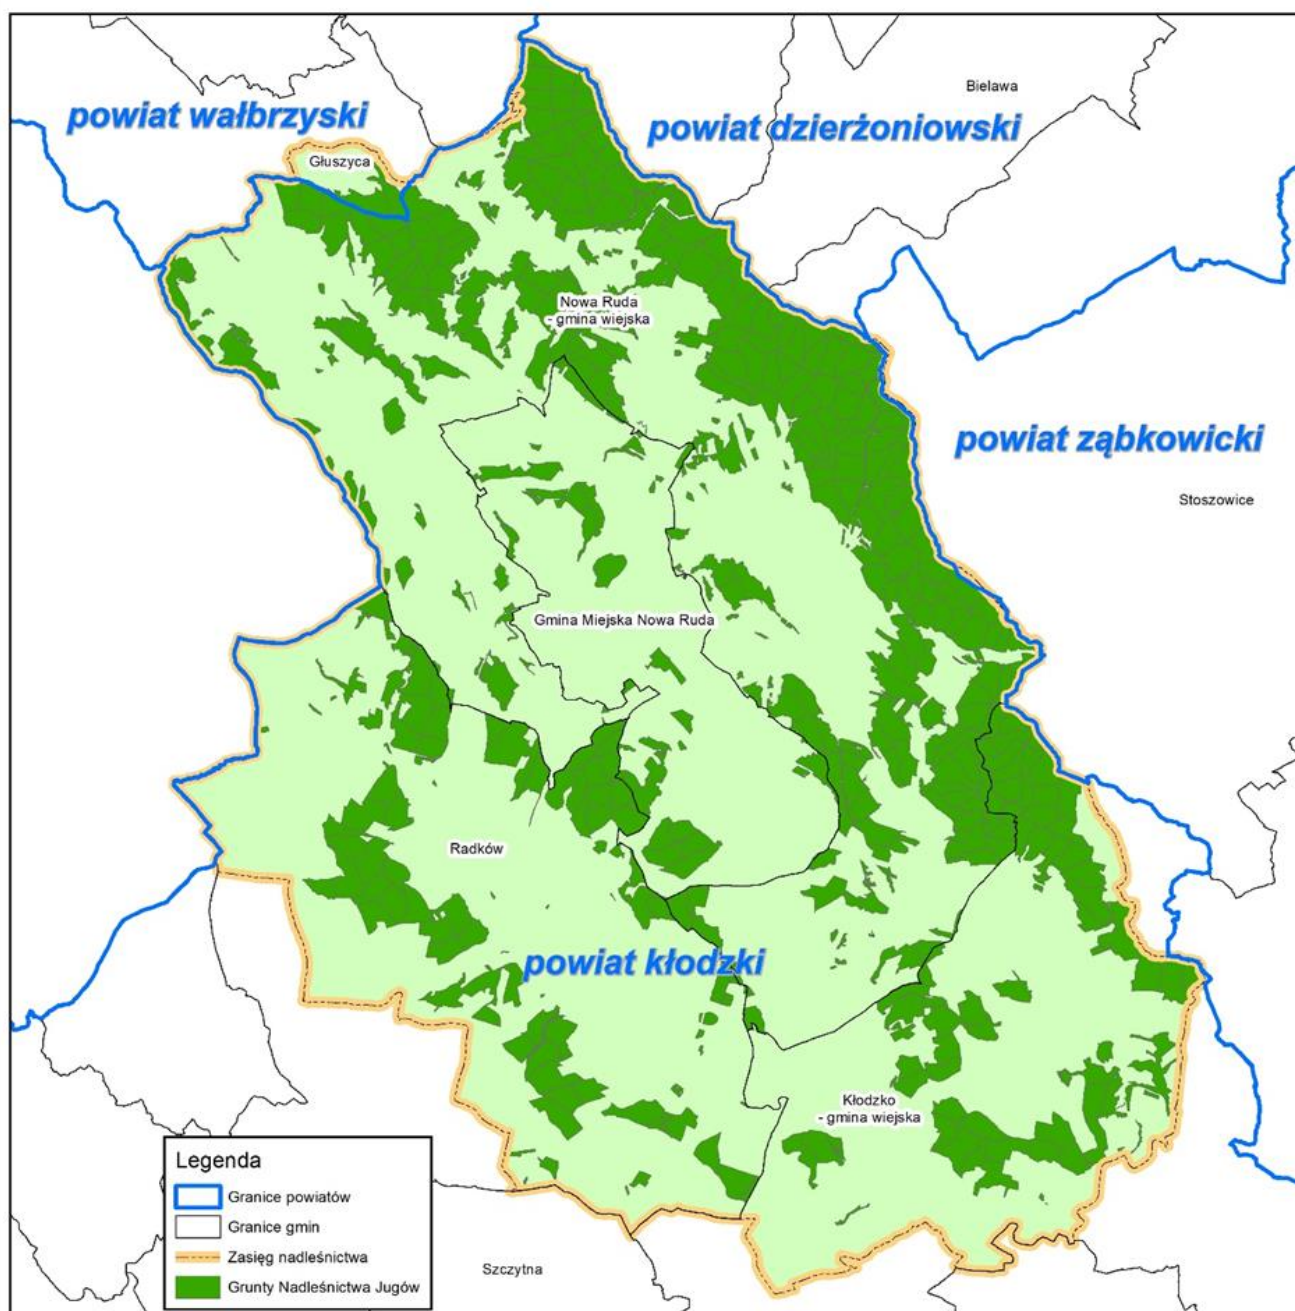 Bielawa
powiat wałbrzyski
powiat dzierżoniowski
Głuszyca
Nowa Ruda
- gmina wiejska
powiat ząbkowicki
Stoszowice
Gmina Miejska Nowa Ruda
Radków
powiat kłodzki
Kłodzko
- gmina wiejska
Legenda
Granice powiatów
Granice gmin
Zasięg nadleśnictwa
Grunty Nadleśnictwa Jugów
Szczytna